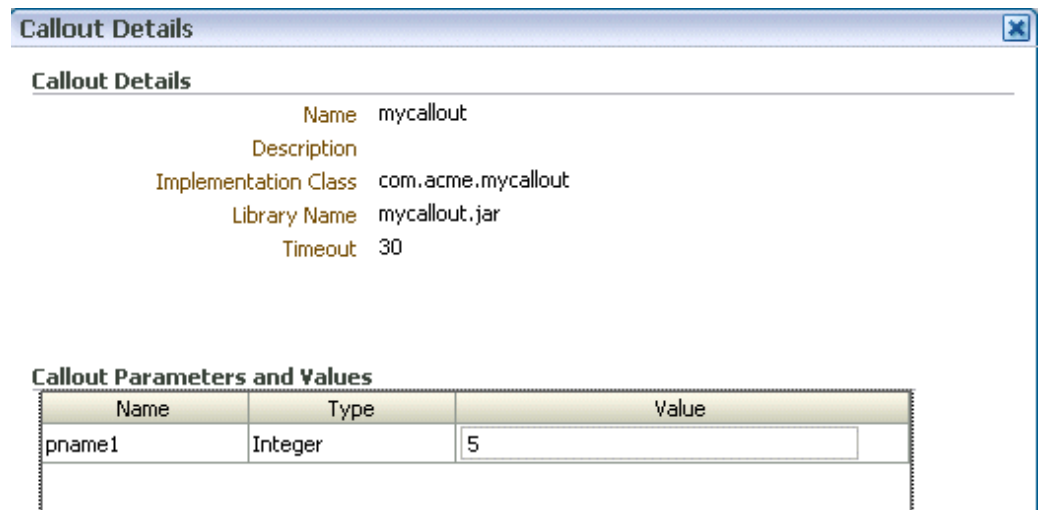 Callout Details
Callout Details
Name mycallout
Description
Implementation Class com.acme.mycallout
Library Name mycallout.jar
Timeout 30
Callout Parameters and Values
Name Type Value
pname1 Integer 5